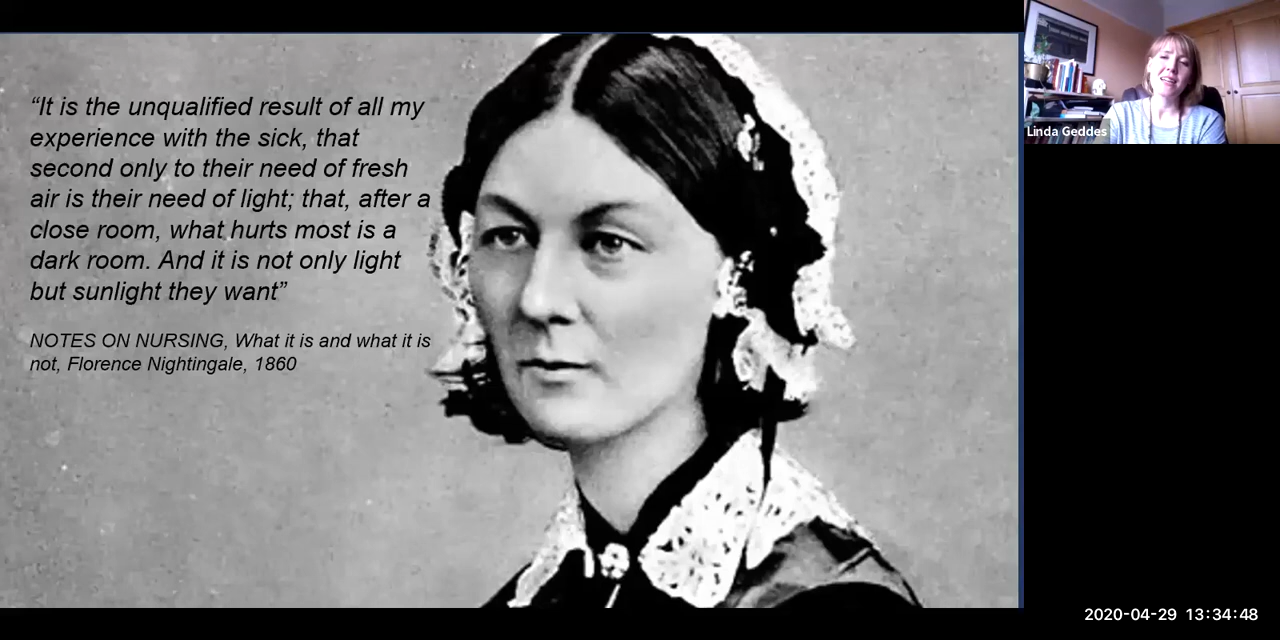 “It is the unqualified result of all my
experience with the sick, that
second only to their need of fresh
air is their need of light; that, after a
close room, what hurts most is a
dark room. And it is not only light
but sunlight they want”
NOTES ON NURSING, What it is and what it is
not, Florence Nightingale, 1860
Linda Geddes
2020-04-29 13:34:48